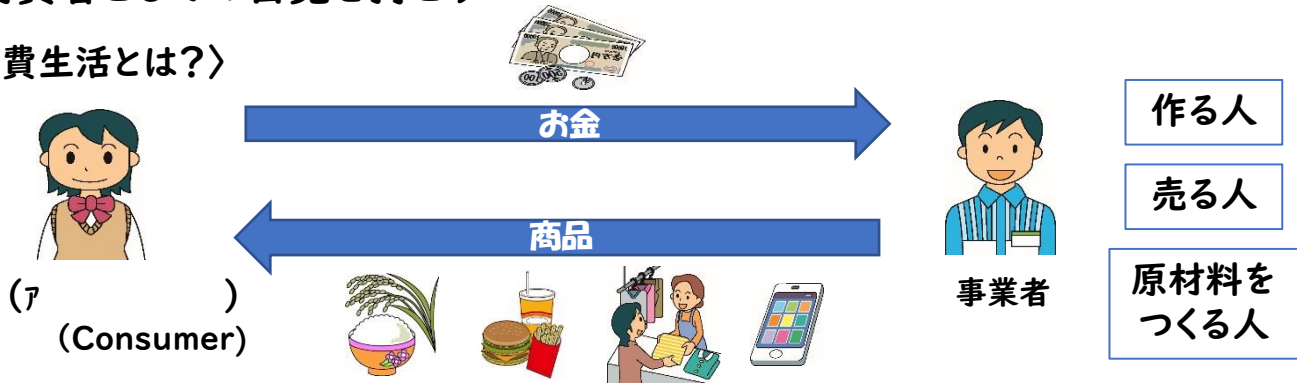 費生活とは?〉
お金
作る人
売る人
商品
(ｱ            )
(Consumer)
事業者
原材料を
つくる人